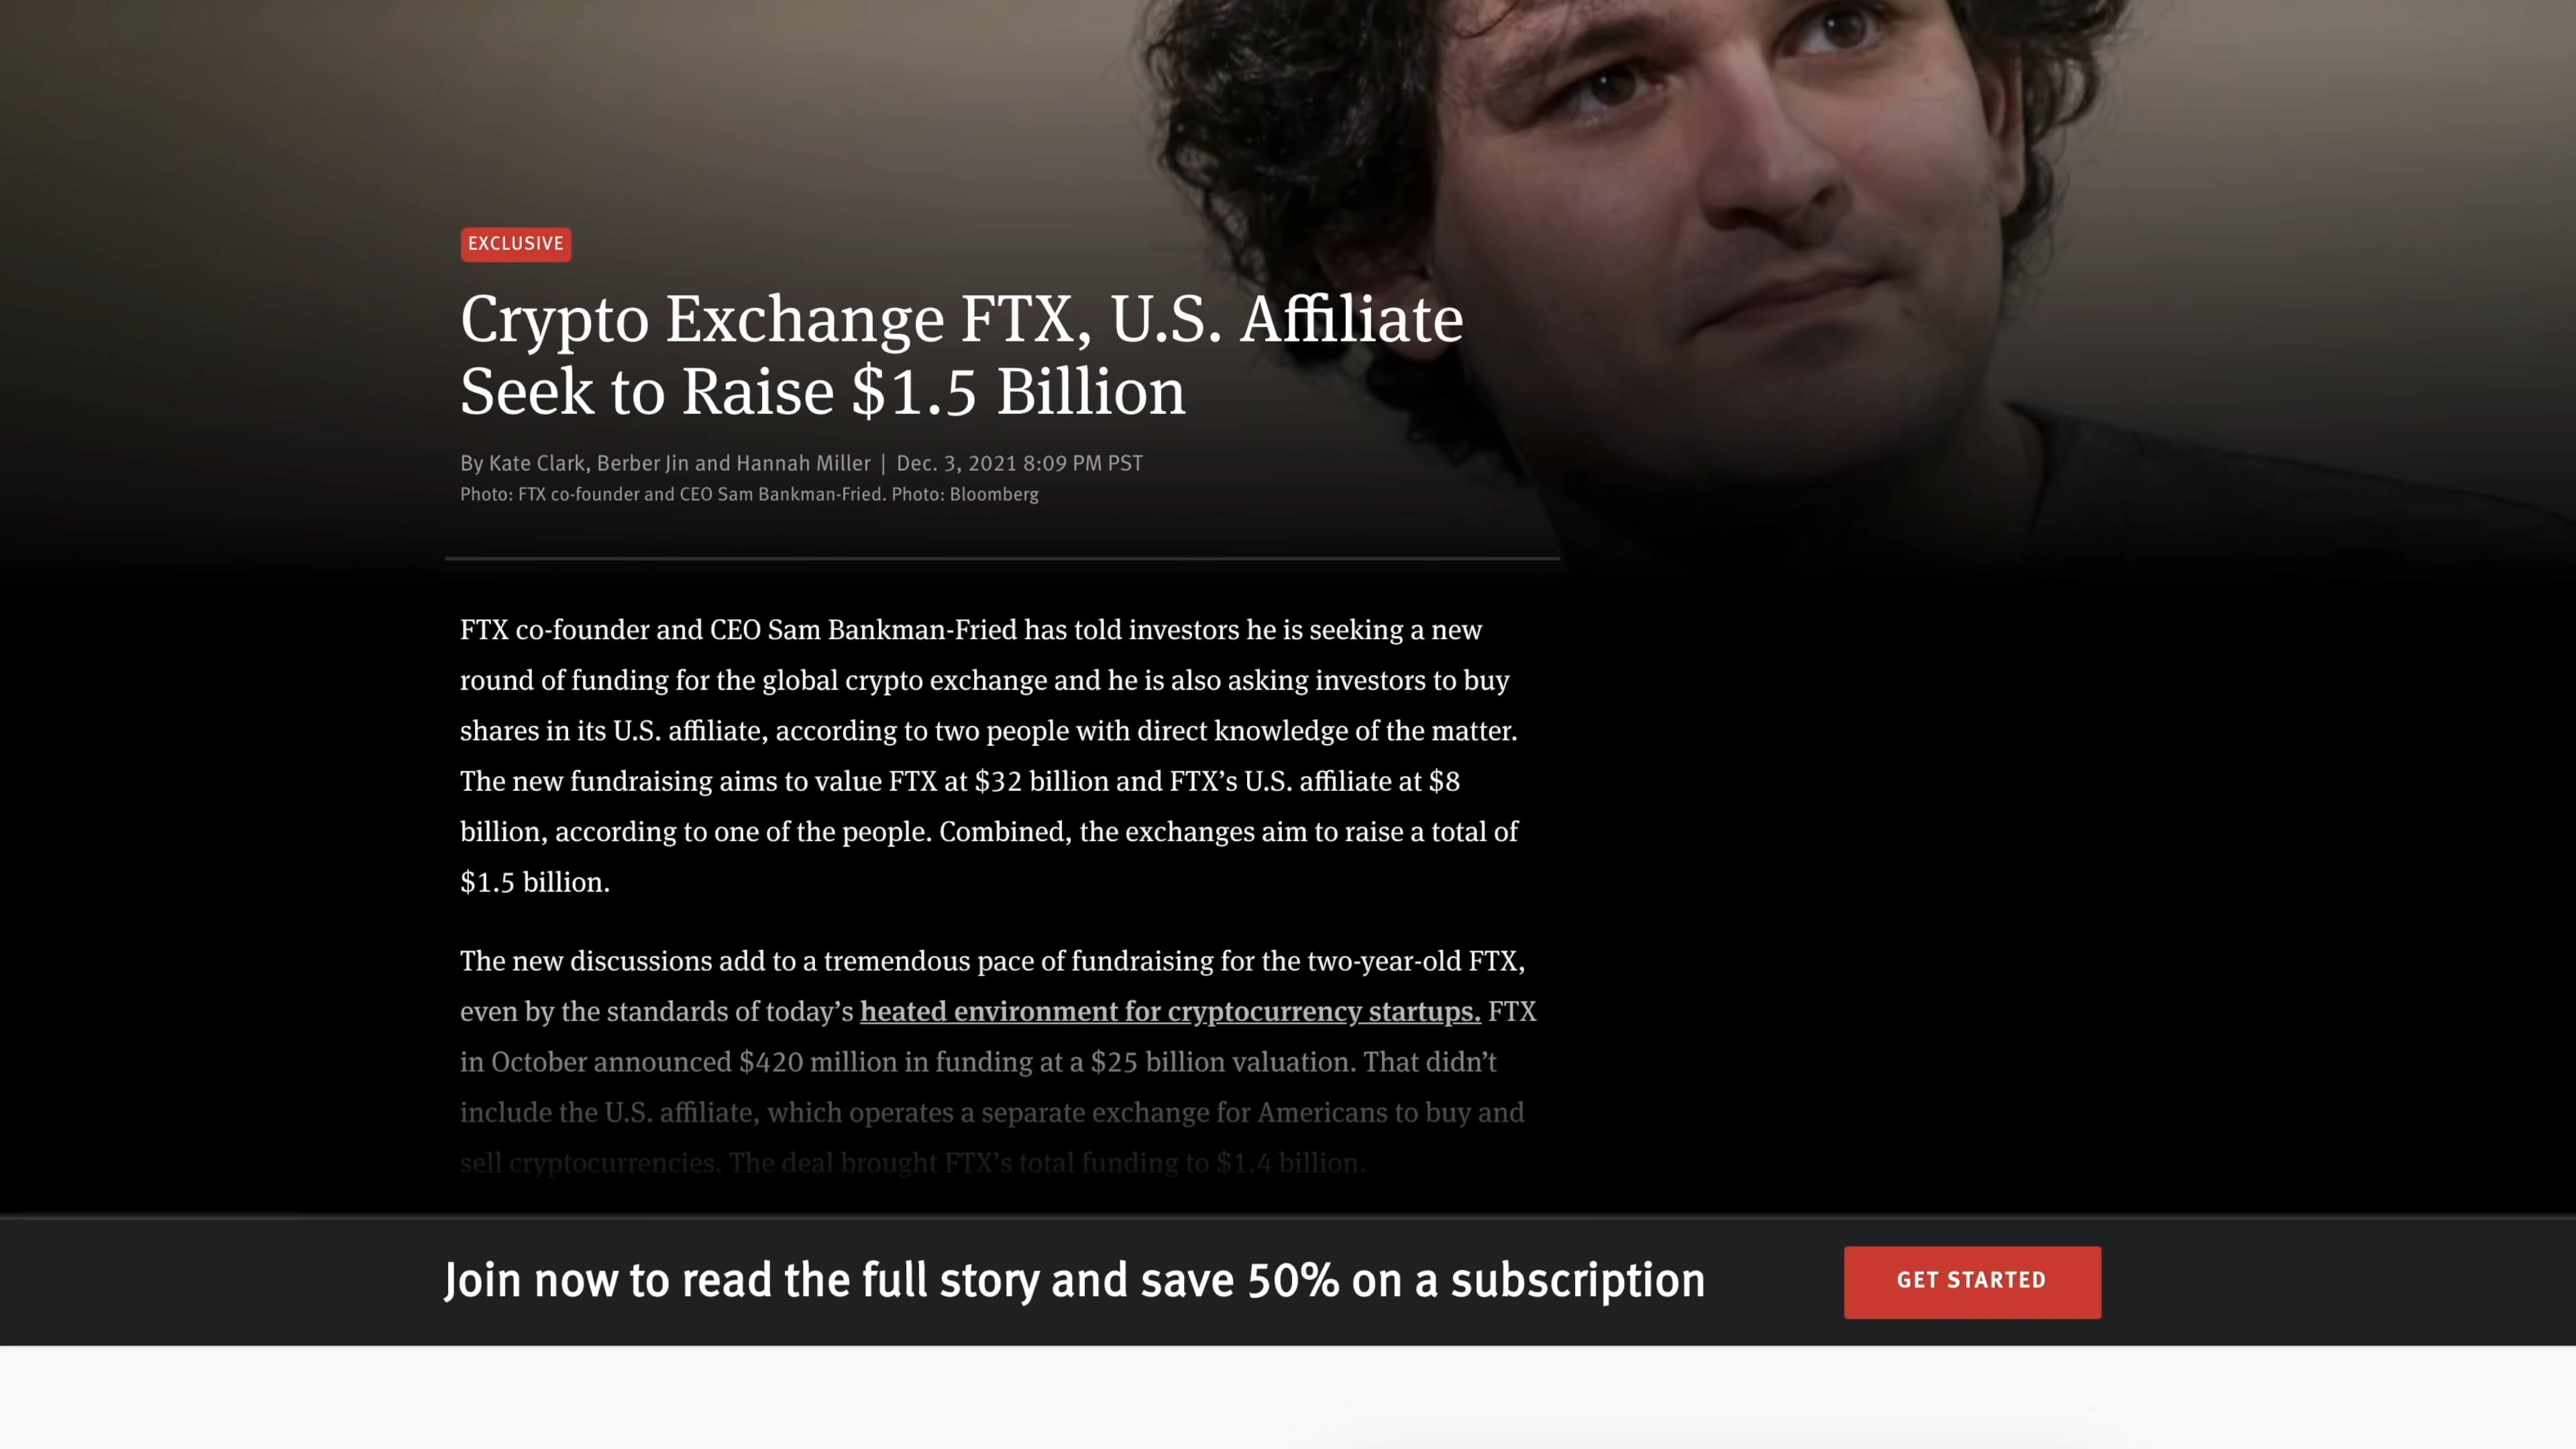 EXCLUSIVE
Crypto Exchange FTX, U.S. Affiliate
Seek to Raise $1.5 Billion
By Kate Clark, Berber Jin and Hannah Miller | Dec. 3, 2021 8:09 PM PST
Photo: FTX co-founder and CEO Sam Bankman-Fried. Photo: Bloomberg
FTX co-founder and CEO Sam Bankman-Fried has told investors he is seeking a new
round of funding for the global crypto exchange and he is also asking investors to buy
shares in its U.S. affiliate, according to two people with direct knowledge of the matter.
The new fundraising aims to value FTX at $32 billion and FTX’s U.S. affiliate at $8
billion, according to one of the people. Combined, the exchanges aim to raise a total of
$1.5 billion.
The new discussions add to a tremendous pace of fundraising for the two-year-old FTX,
even by the standards of today’s heated environment for cryptocurrency startups. FTX
in October announced $420 million in funding at a $25 billion valuation. That didn’t
include the U.S. affiliate, which operates a separate exchange for Americans to buy and
sell cryptocurrencies. The deal brought FTX’s total funding to $1.4 billion.
Join now to read the full story and save 50% on a subscription
GET STARTED